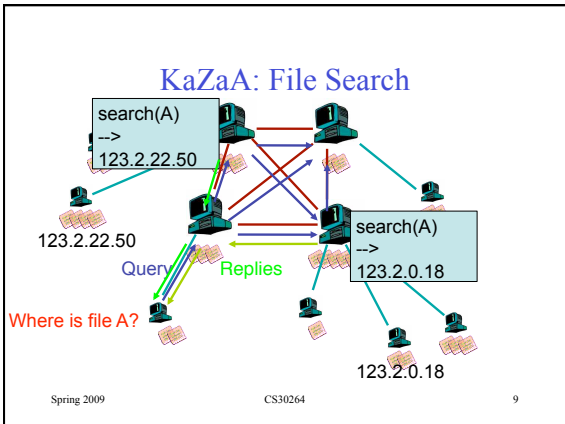 KaZaA: File Search
search(A)
-->
123.2.22.50
123.2.22.50
search(A)
-->
123.2.0.18
Query
Replies
Where is file A?
123.2.0.18
Spring 2009
CS30264
9